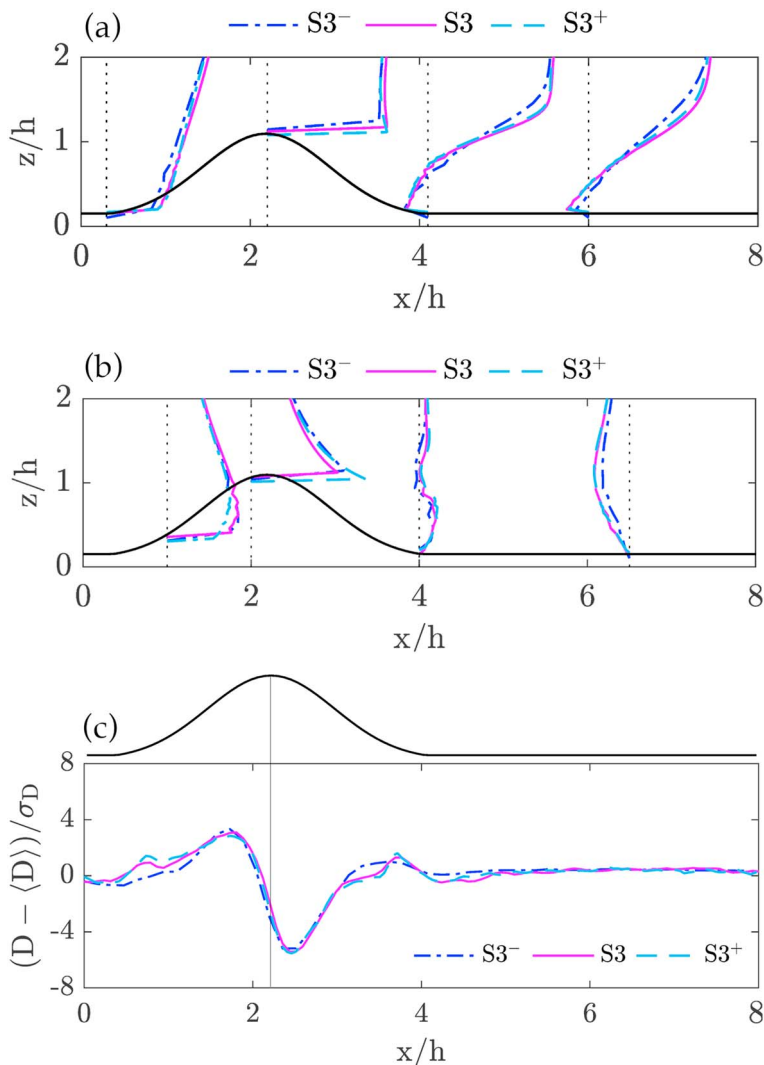 (a)
S3⁻ S3 S3⁺
2
1
0
z/h
0 2 4 6 8
x/h
(b)
S3⁻ S3 S3⁺
2
1
0
z/h
0 2 4 6 8
x/h
(c)
8
4
0
-4
-8
(D − ⟨D⟩)/σ_D
S3⁻ S3 S3⁺
0 2 4 6 8
x/h